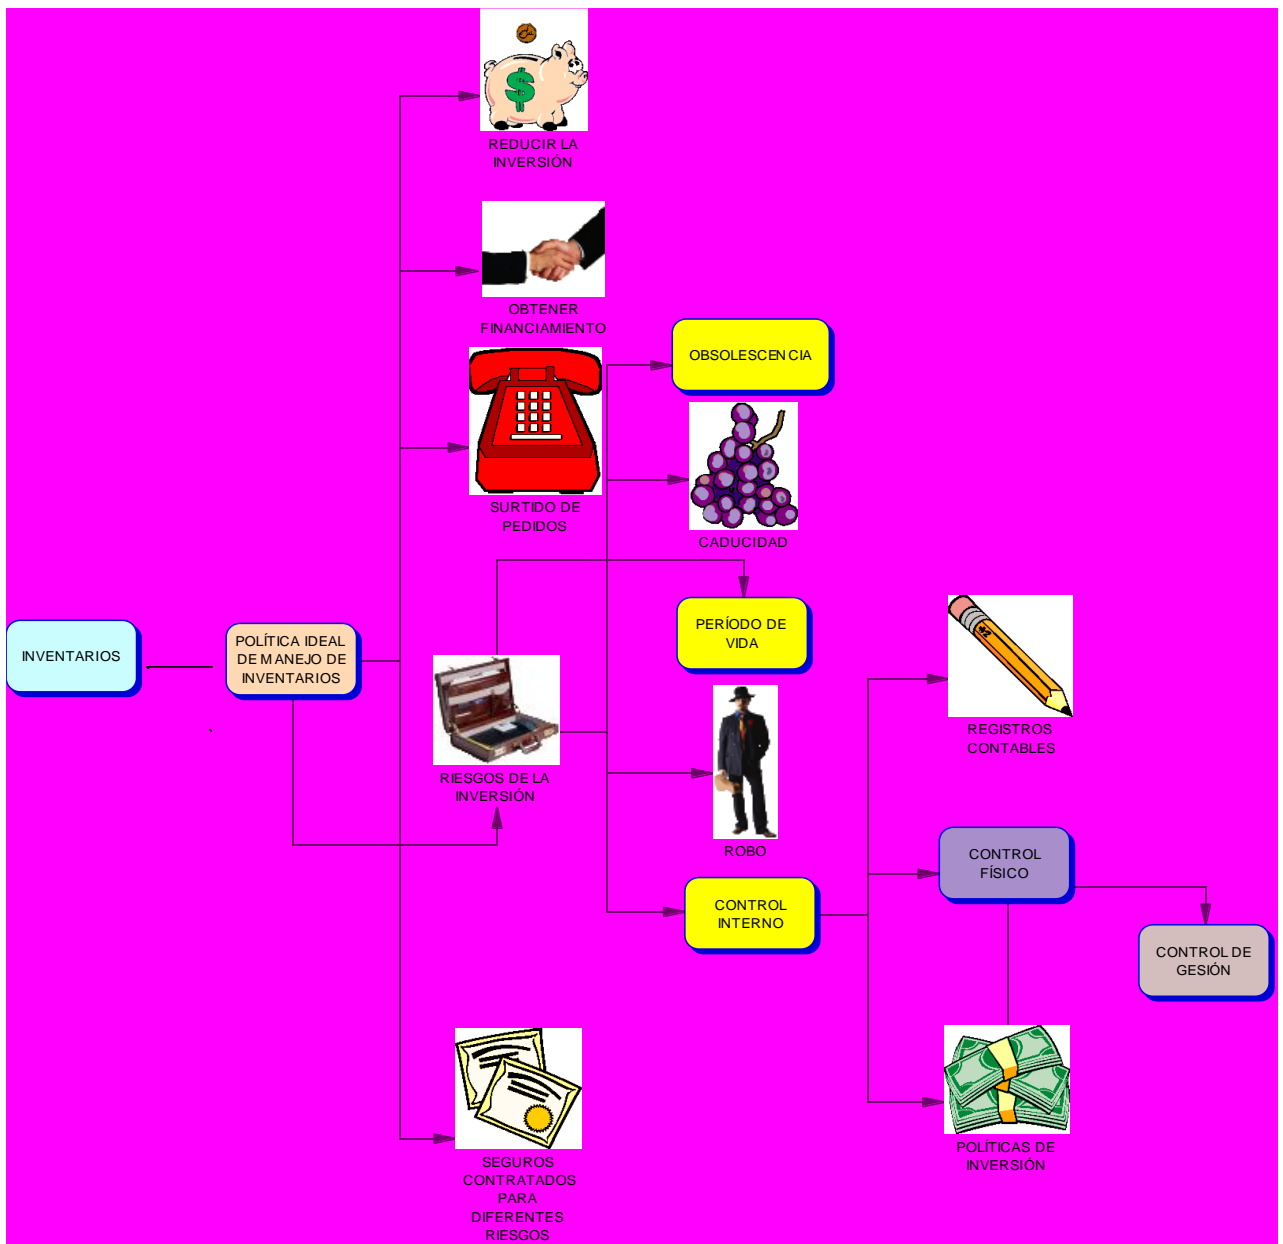 REDUCIR LA
INVERSIÓN
OBTENER
FINANCIAMIENTO
OBSOLESCENCIA
SURTIDO DE
PEDIDOS
CADUCIDAD
INVENTARIOS
POLÍTICA IDEAL
DE MANEJO DE
INVENTARIOS
PERÍODO DE
VIDA
RIESGOS DE LA
INVERSIÓN
REGISTROS
CONTABLES
ROBO
CONTROL
FÍSICO
CONTROL
INTERNO
CONTROL DE
GESIÓN
POLÍTICAS DE
INVERSIÓN
SEGUROS
CONTRATADOS
PARA
DIFERENTES
RIESGOS